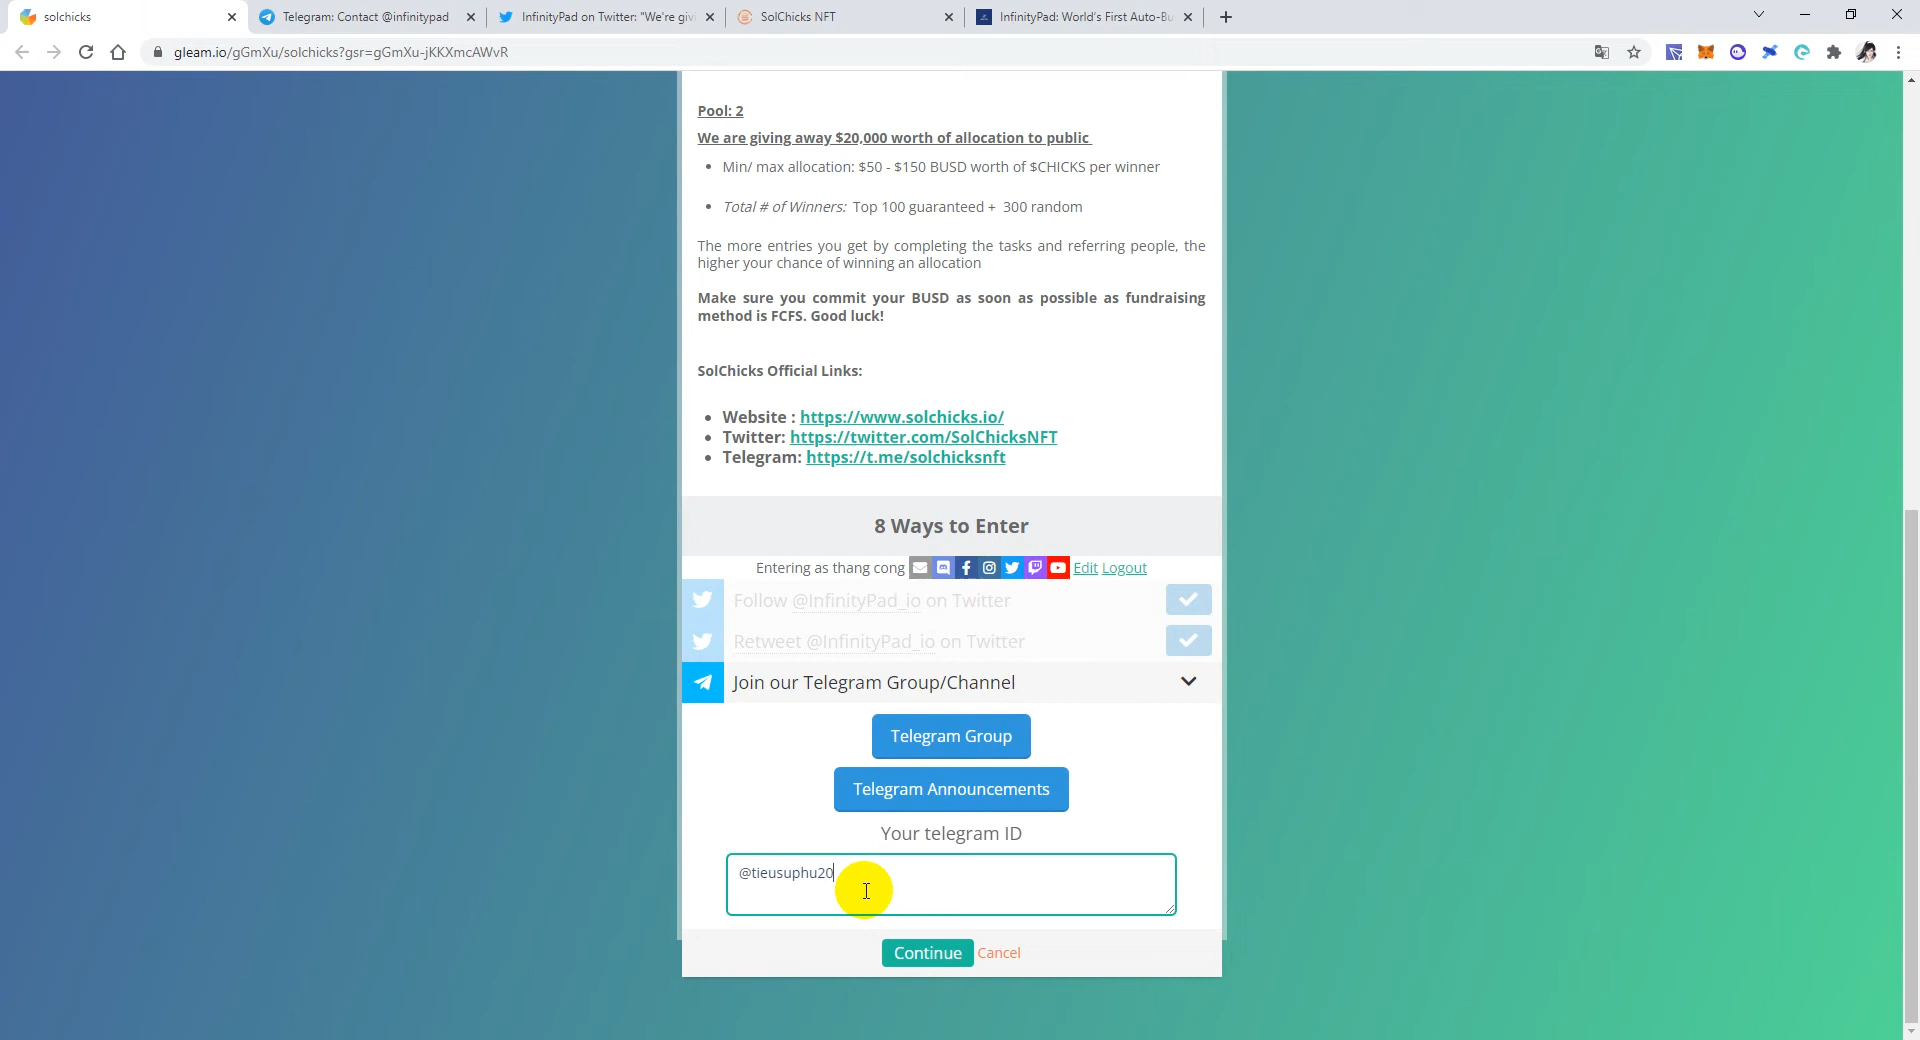 solchicks
Telegram: Contact @infinitypad
InfinityPad on Twitter: "We're givi
SolChicks NFT
InfinityPad: World's First Auto-Bu
gleam.io/gGmXu/solchicks?gsr=gGmXu-jKKXmcAWvR
Pool: 2
We are giving away $20,000 worth of allocation to public
• Min/ max allocation: $50 - $150 BUSD worth of $CHICKS per winner
• Total # of Winners: Top 100 guaranteed + 300 random
The more entries you get by completing the tasks and referring people, the
higher your chance of winning an allocation
Make sure you commit your BUSD as soon as possible as fundraising
method is FCFS. Good luck!
SolChicks Official Links:
• Website : https://www.solchicks.io/
• Twitter: https://twitter.com/SolChicksNFT
• Telegram: https://t.me/solchicksnft
8 Ways to Enter
Entering as thang cong Edit Logout
Follow @InfinityPad_io on Twitter
Retweet @InfinityPad_io on Twitter
Join our Telegram Group/Channel
Telegram Group
Telegram Announcements
Your telegram ID
@tieusuphu20
Continue Cancel